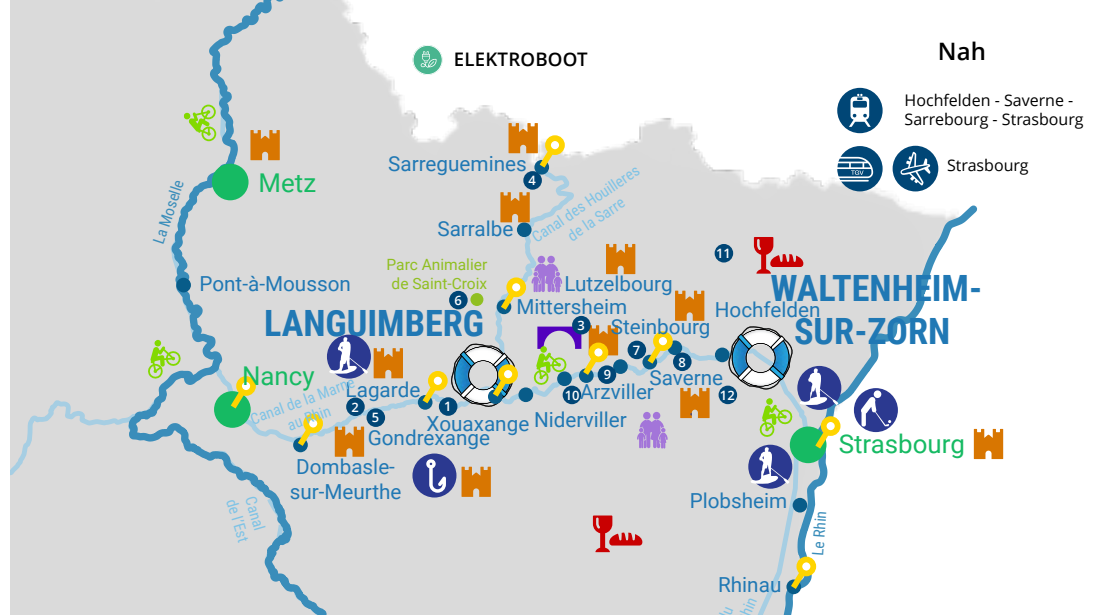 ELEKTROBOOT
Nah
Hochfelden - Saverne -
Sarrebourg - Strasbourg
TGV
Strasbourg
Sarreguemines
4
Metz
La Moselle
Canal des Houilleres
de la Sarre
Sarralbe
11
Parc Animalier
de Saint-Croix
6
Pont-à-Mousson
Lutzelbourg
WALTENHEIM-
SUR-ZORN
Mittersheim
Hochfelden
LANGUIMBERG
3
Steinbourg
7
8
9
Saverne
Nancy
Lagarde
10
Arzviller
12
Canal de la Marne
au Rhin
2
1
5
Xouaxange
Niderviller
Gondrexange
Strasbourg
Dombasle-
sur-Meurthe
Plobsheim
Canal
de l'Est
Le Rhin
Rhinau